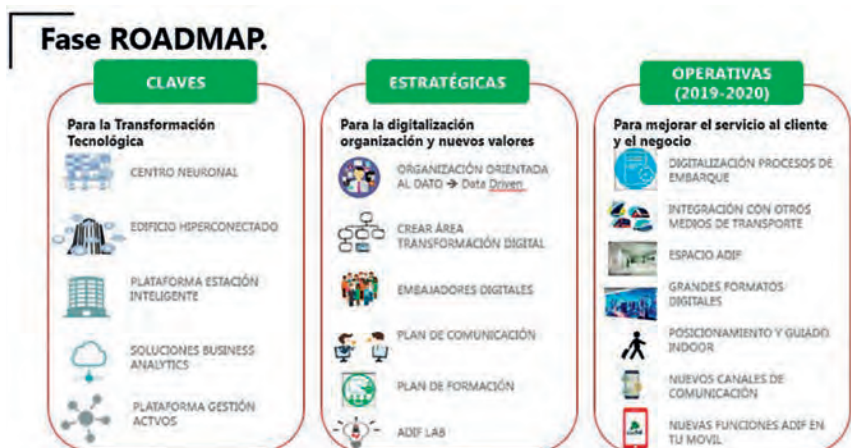 Fase ROADMAP.
CLAVES
Para la Transformación
Tecnológica
CENTRO NEURONAL
EDIFICIO HIPERCONECTADO
PLATAFORMA ESTACIÓN
INTELIGENTE
SOLUCIONES BUSINESS
ANALYTICS
PLATAFORMA GESTIÓN
ACTVOS
ESTRATÉGICAS
Para la digitalización
organización y nuevos valores
ORGANIZACIÓN ORIENTADA
AL DATO → Data Driven
CREAR ÁREA
TRANSFORMACIÓN DIGITAL
EMBAJADORES DIGITALES
PLAN DE COMUNICACIÓN
PLAN DE FORMACIÓN
ADIF LAB
OPERATIVAS
(2019-2020)
Para mejorar el servicio al cliente
y el negocio
DIGITALIZACIÓN PROCESOS DE
EMBARQUE
INTEGRACIÓN CON OTROS
MEDIOS DE TRANSPORTE
ESPACIO ADIF
GRANDES FORMATOS
DIGITALES
POSICIONAMIENTO Y GUIADO
INDOOR
NUEVOS CANALES DE
COMUNICACIÓN
NUEVAS FUNCIONES ADIF EN
TU MOVIL